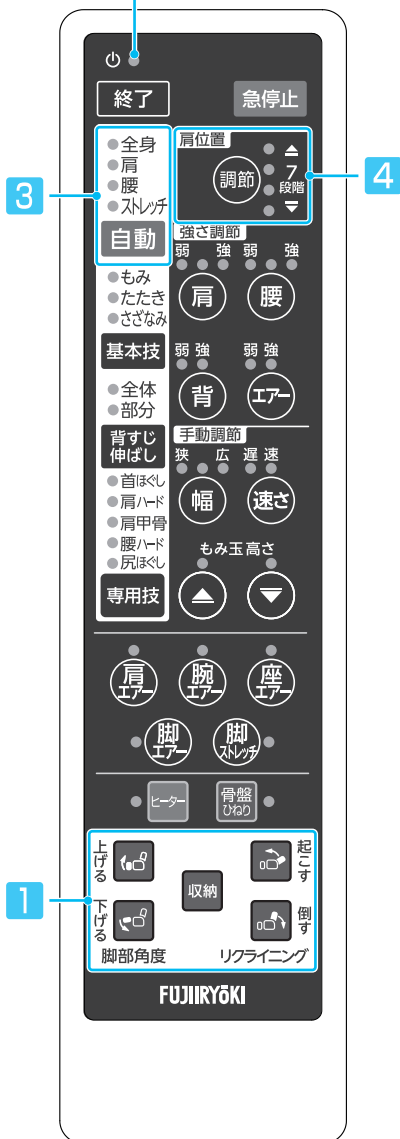 終了
急停止
3
全身
肩
腰
ストレッチ
自動
肩位置
調節
7
段階
4
強さ調節
弱 強 弱 強
肩 腰
もみ
たたき
さざなみ
基本技
弱 強 弱 強
背 エアー
全体
部分
背すじ
伸ばし
手動調節
狭 広 遅 速
幅 速さ
首ほぐし
肩ハード
肩甲骨
腰ハード
尻ほぐし
専用技
もみ玉高さ
肩
エアー
腕
エアー
座
エアー
脚
エアー
脚
ストレッチ
ヒーター
骨盤
ひねり
1
上げる
下げる
脚部角度
収納
起こす
倒す
リクライニング
FUJIIRYōKI